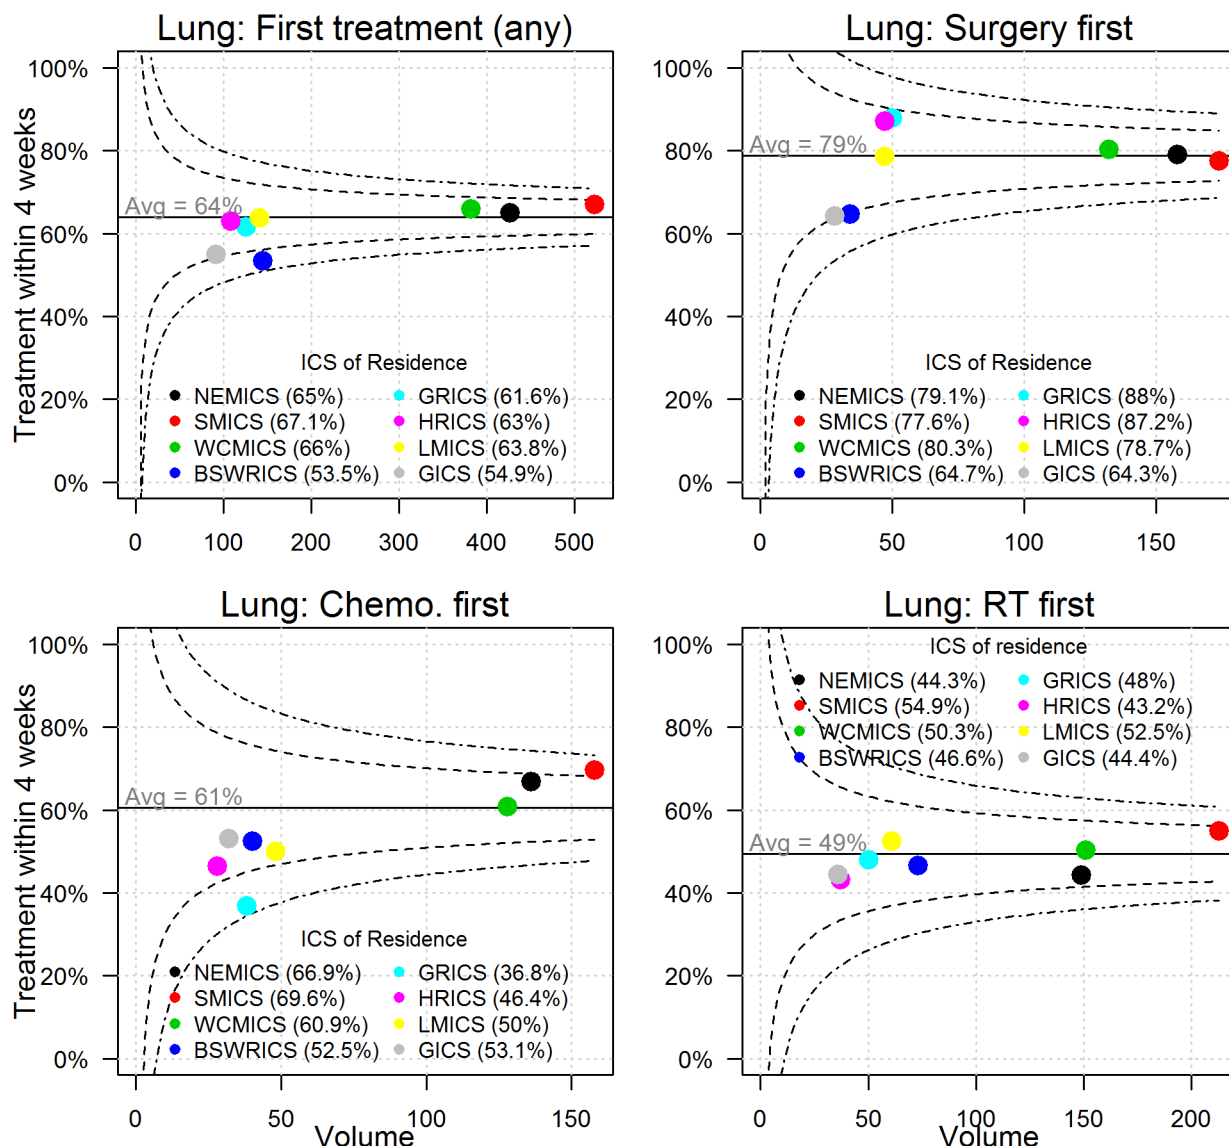 Lung: First treatment (any)
Treatment within 4 weeks
100%
80%
60%
40%
20%
0%
Avg = 64%
ICS of Residence
NEMICS (65%)
SMICS (67.1%)
WCMICS (66%)
BSWRICS (53.5%)
GRICS (61.6%)
HRICS (63%)
LMICS (63.8%)
GICS (54.9%)
0 100 200 300 400 500
Lung: Surgery first
100%
80%
60%
40%
20%
0%
Avg = 79%
ICS of Residence
NEMICS (79.1%)
SMICS (77.6%)
WCMICS (80.3%)
BSWRICS (64.7%)
GRICS (88%)
HRICS (87.2%)
LMICS (78.7%)
GICS (64.3%)
0 50 100 150
Lung: Chemo. first
Treatment within 4 weeks
100%
80%
60%
40%
20%
0%
Avg = 61%
ICS of Residence
NEMICS (66.9%)
SMICS (69.6%)
WCMICS (60.9%)
BSWRICS (52.5%)
GRICS (36.8%)
HRICS (46.4%)
LMICS (50%)
GICS (53.1%)
0 50 100 150
Volume
Lung: RT first
100%
80%
60%
40%
20%
0%
ICS of residence
NEMICS (44.3%)
SMICS (54.9%)
WCMICS (50.3%)
BSWRICS (46.6%)
GRICS (48%)
HRICS (43.2%)
LMICS (52.5%)
GICS (44.4%)
Avg = 49%
0 50 100 150 200
Volume